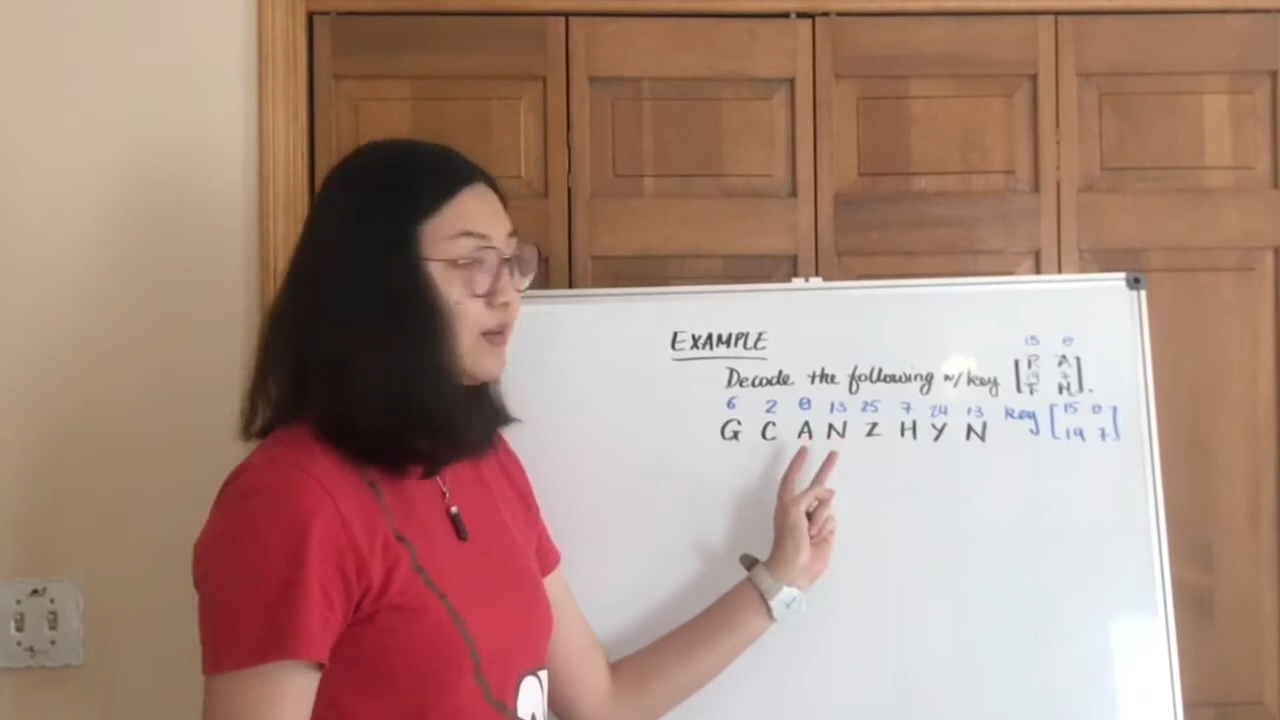 EXAMPLE
15 0
Decode the following w/ key [P A
19 7
T H].
6 2 0 13 25 7 24 13
G C A N Z H Y N
key [15 0
19 7]